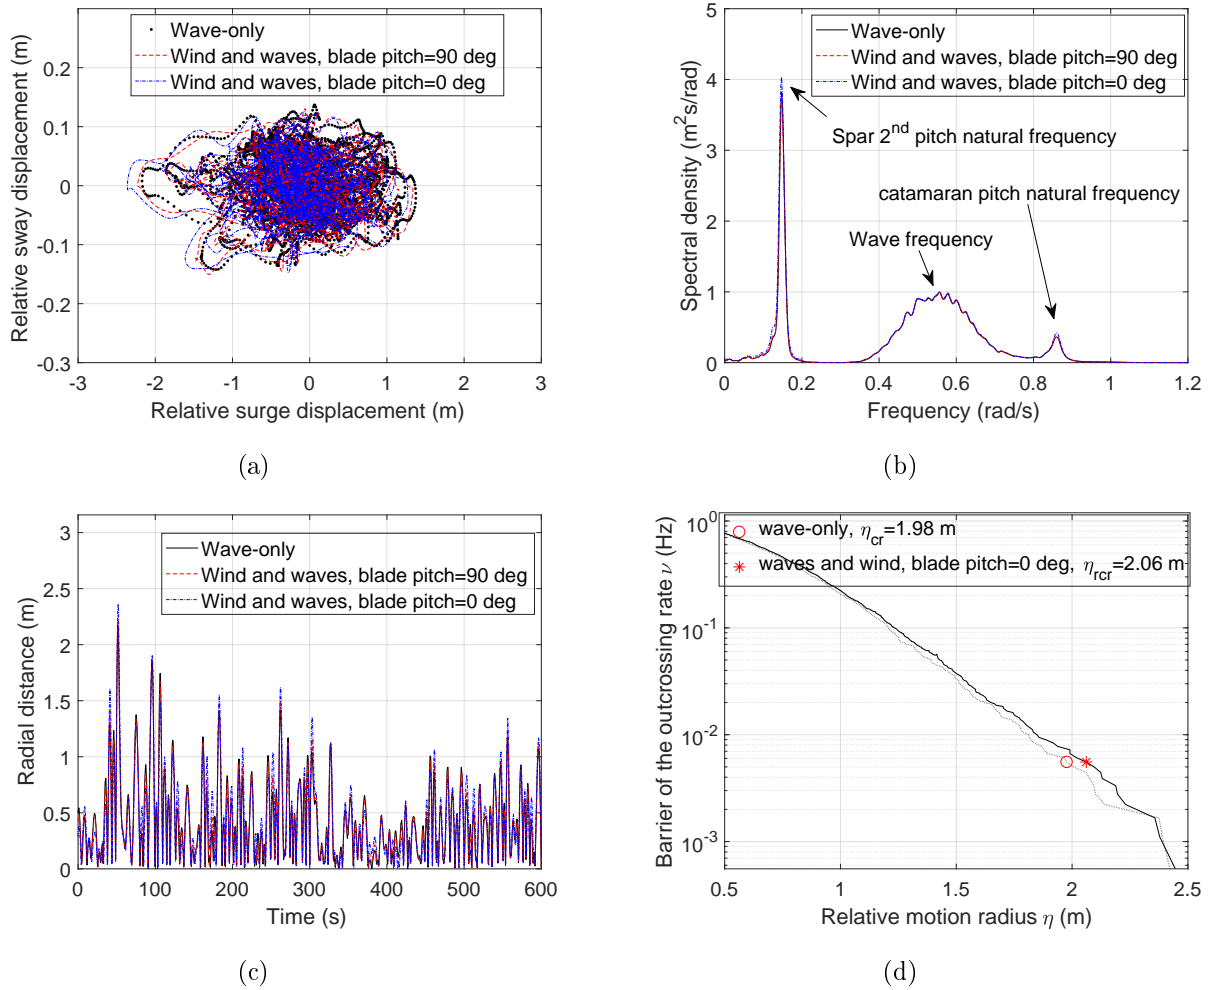 Wave-only
Wind and waves, blade pitch=90 deg
Wind and waves, blade pitch=0 deg
Relative sway displacement (m)
0.2
0.1
0
-0.1
-0.2
-0.3
-3
-2
-1
0
1
2
3
Relative surge displacement (m)
(a)
Wave-only
Wind and waves, blade pitch=90 deg
Wind and waves, blade pitch=0 deg
Spar 2nd pitch natural frequency
catamaran pitch natural frequency
Wave frequency
Spectral density (m2s/rad)
5
4
3
2
1
0
0
0.2
0.4
0.6
0.8
1
1.2
Frequency (rad/s)
(b)
Wave-only
Wind and waves, blade pitch=90 deg
Wind and waves, blade pitch=0 deg
Radial distance (m)
3
2.5
2
1.5
1
0.5
0
0
100
200
300
400
500
600
Time (s)
(c)
wave-only, ηcr=1.98 m
waves and wind, blade pitch=0 deg, ηrcr=2.06 m
Barrier of the outcrossing rate ν (Hz)
10^0
10^-1
10^-2
10^-3
0.5
1
1.5
2
2.5
Relative motion radius η (m)
(d)